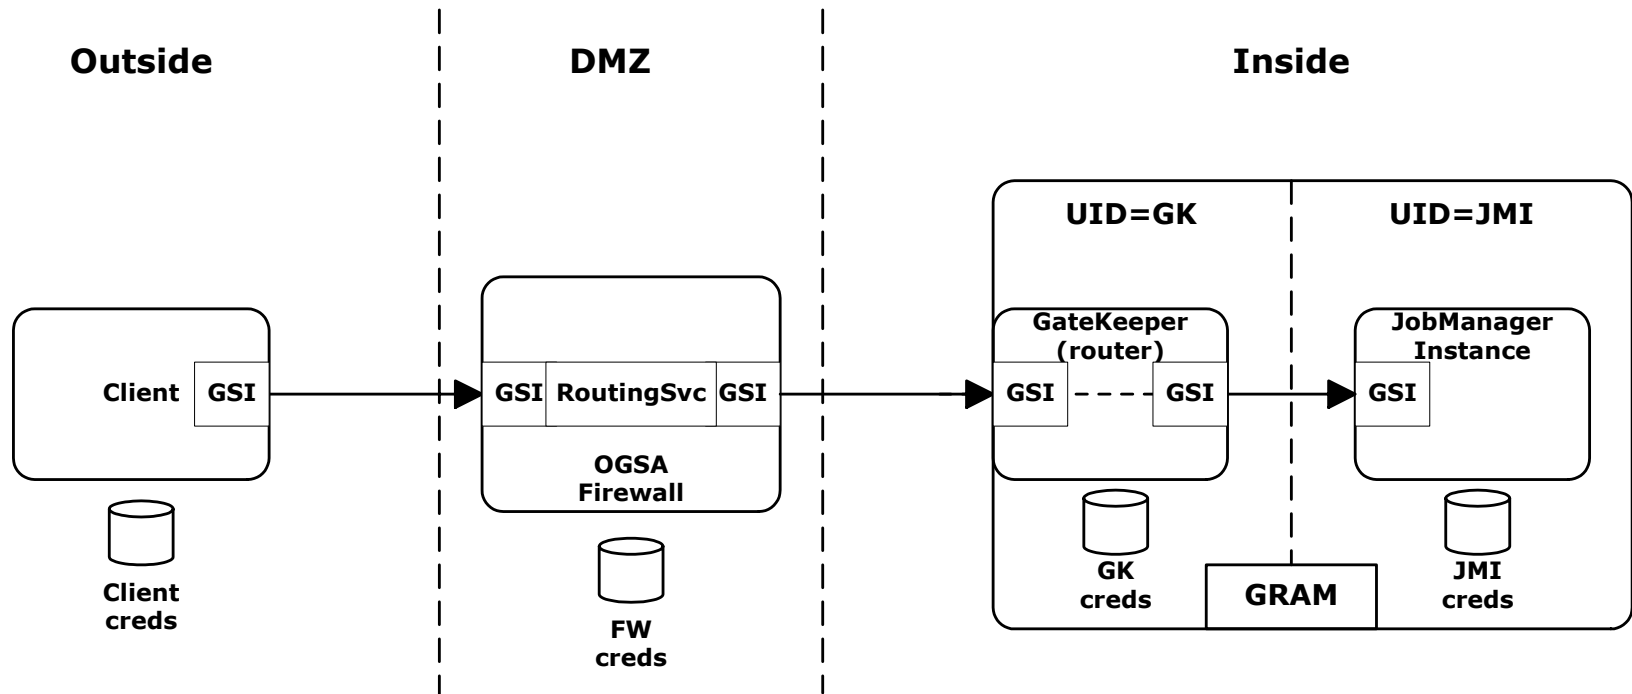 Outside
DMZ
Inside
UID=GK
UID=JMI
Client
GSI
GSI
RoutingSvc
GSI
OGSA
Firewall
GateKeeper
(router)
GSI
GSI
JobManager
Instance
GSI
Client
creds
FW
creds
GK
creds
GRAM
JMI
creds